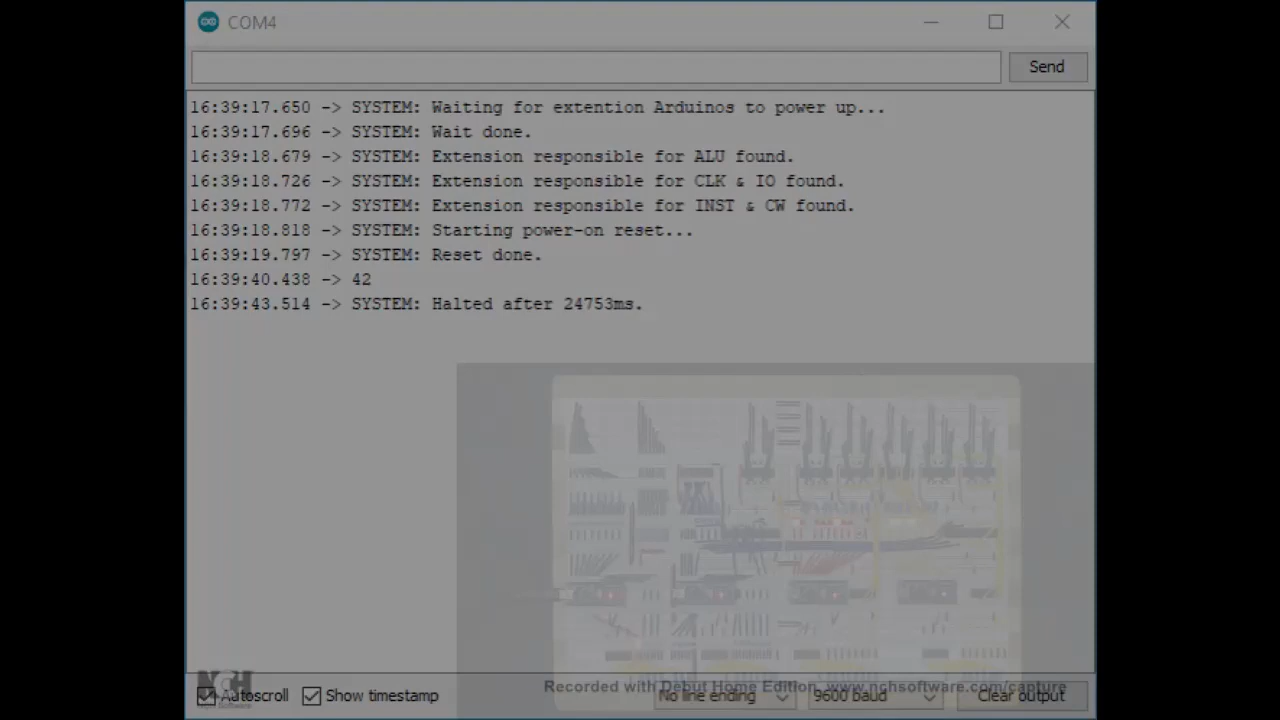 COM4
Send
16:39:17.650 -> SYSTEM: Waiting for extention Arduinos to power up...
16:39:17.696 -> SYSTEM: Wait done.
16:39:18.679 -> SYSTEM: Extension responsible for ALU found.
16:39:18.726 -> SYSTEM: Extension responsible for CLK & IO found.
16:39:18.772 -> SYSTEM: Extension responsible for INST & CW found.
16:39:18.818 -> SYSTEM: Starting power-on reset...
16:39:19.797 -> SYSTEM: Reset done.
16:39:40.438 -> 42
16:39:43.514 -> SYSTEM: Halted after 24753ms.
NCH
Recorded with Debut Home Edition. www.nchsoftware.com/capture
Autoscroll Show timestamp No line ending 9600 baud Clear output